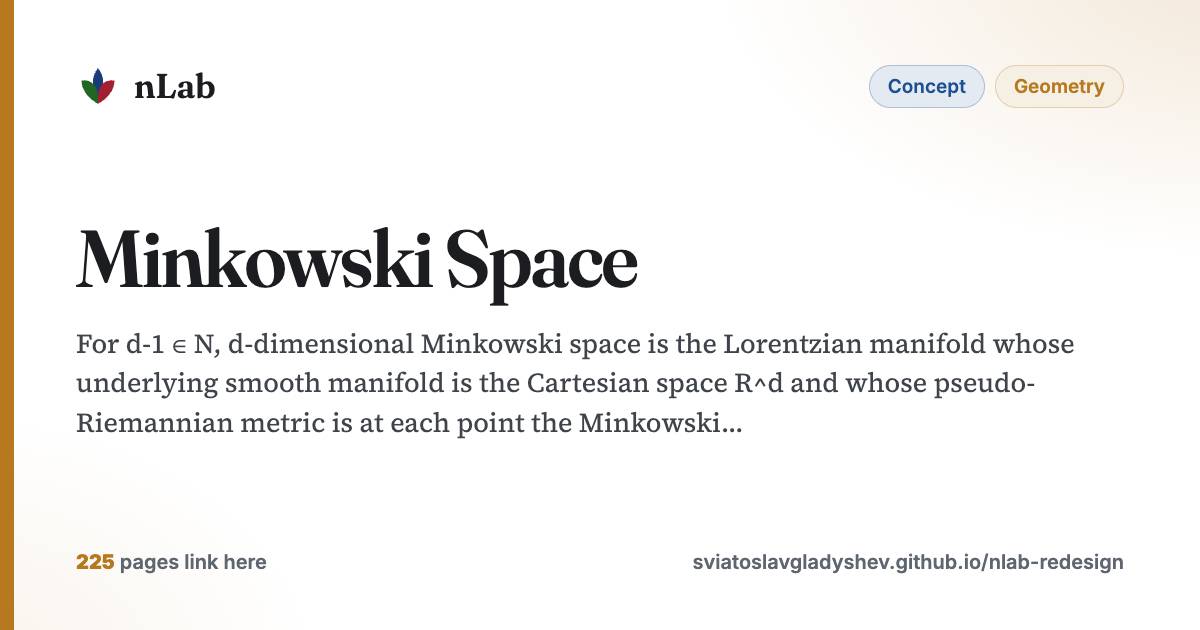 nLab
Concept
Geometry
Minkowski Space
For d-1 ∈ N, d-dimensional Minkowski space is the Lorentzian manifold whose
underlying smooth manifold is the Cartesian space R^d and whose pseudo-
Riemannian metric is at each point the Minkowski...
225 pages link here
sviatoslavgladyshev.github.io/nlab-redesign